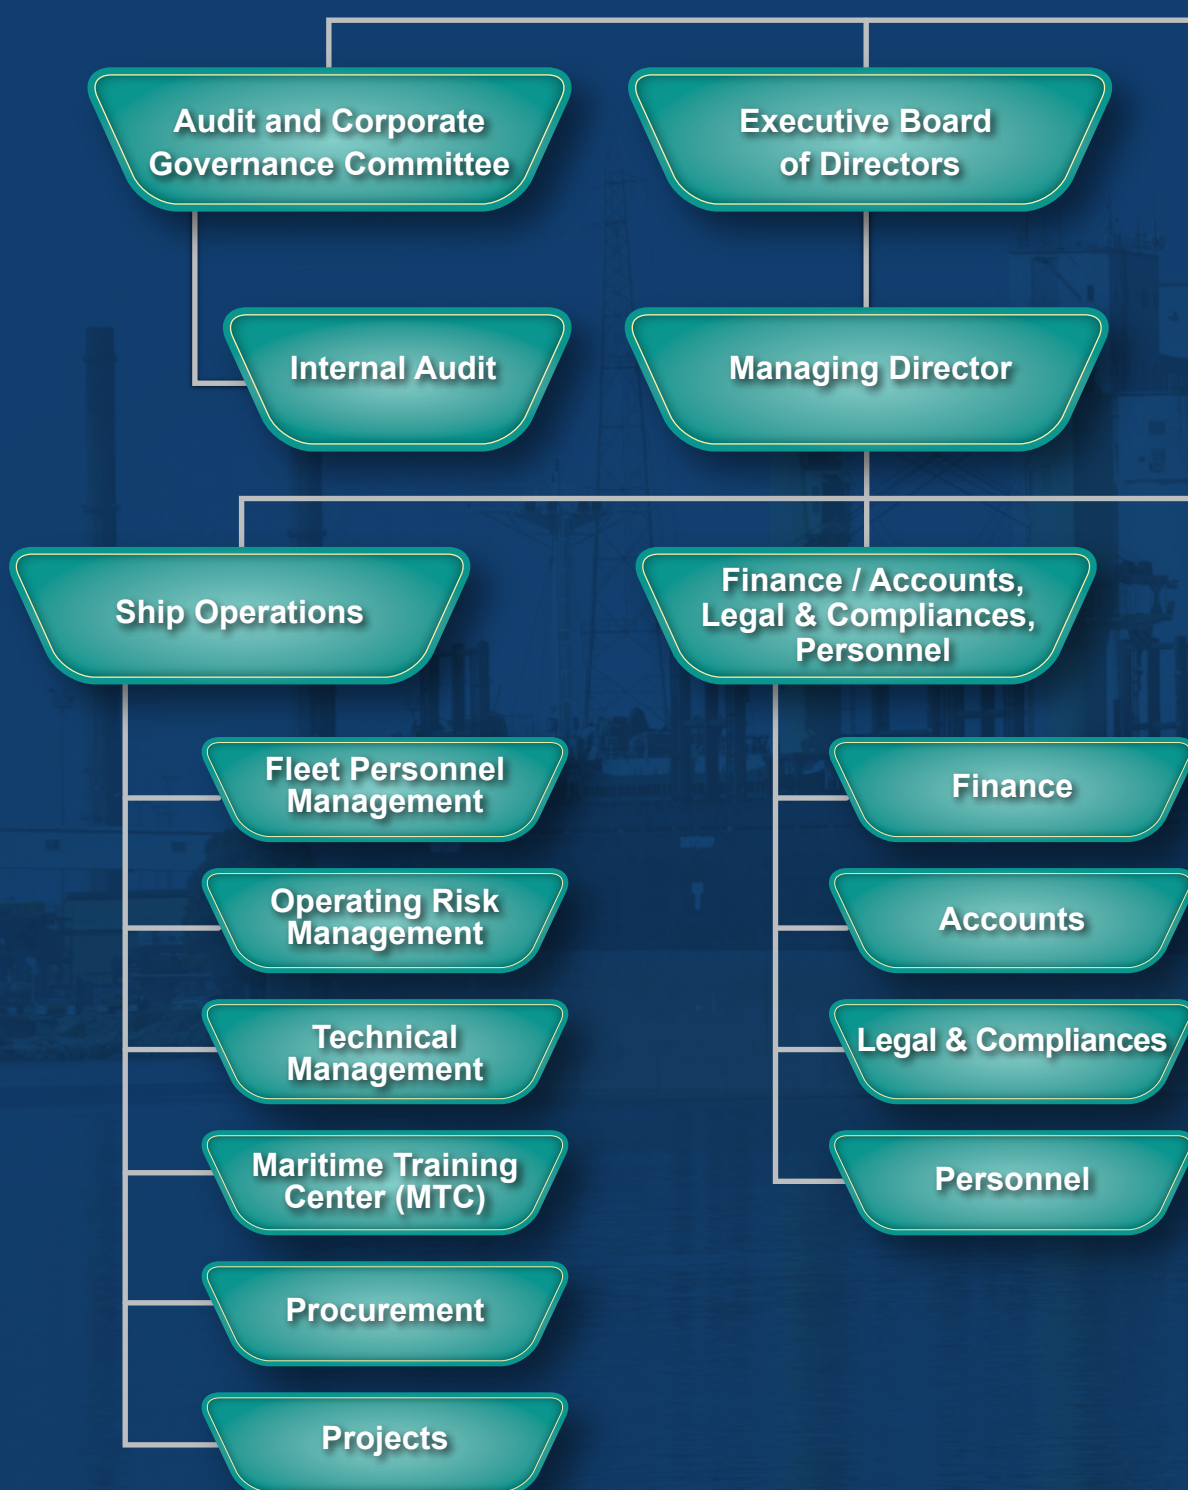 Audit and Corporate
Governance Committee
Executive Board
of Directors
Internal Audit
Managing Director
Ship Operations
Finance / Accounts,
Legal & Compliances,
Personnel
Fleet Personnel
Management
Operating Risk
Management
Technical
Management
Maritime Training
Center (MTC)
Procurement
Projects
Finance
Accounts
Legal & Compliances
Personnel